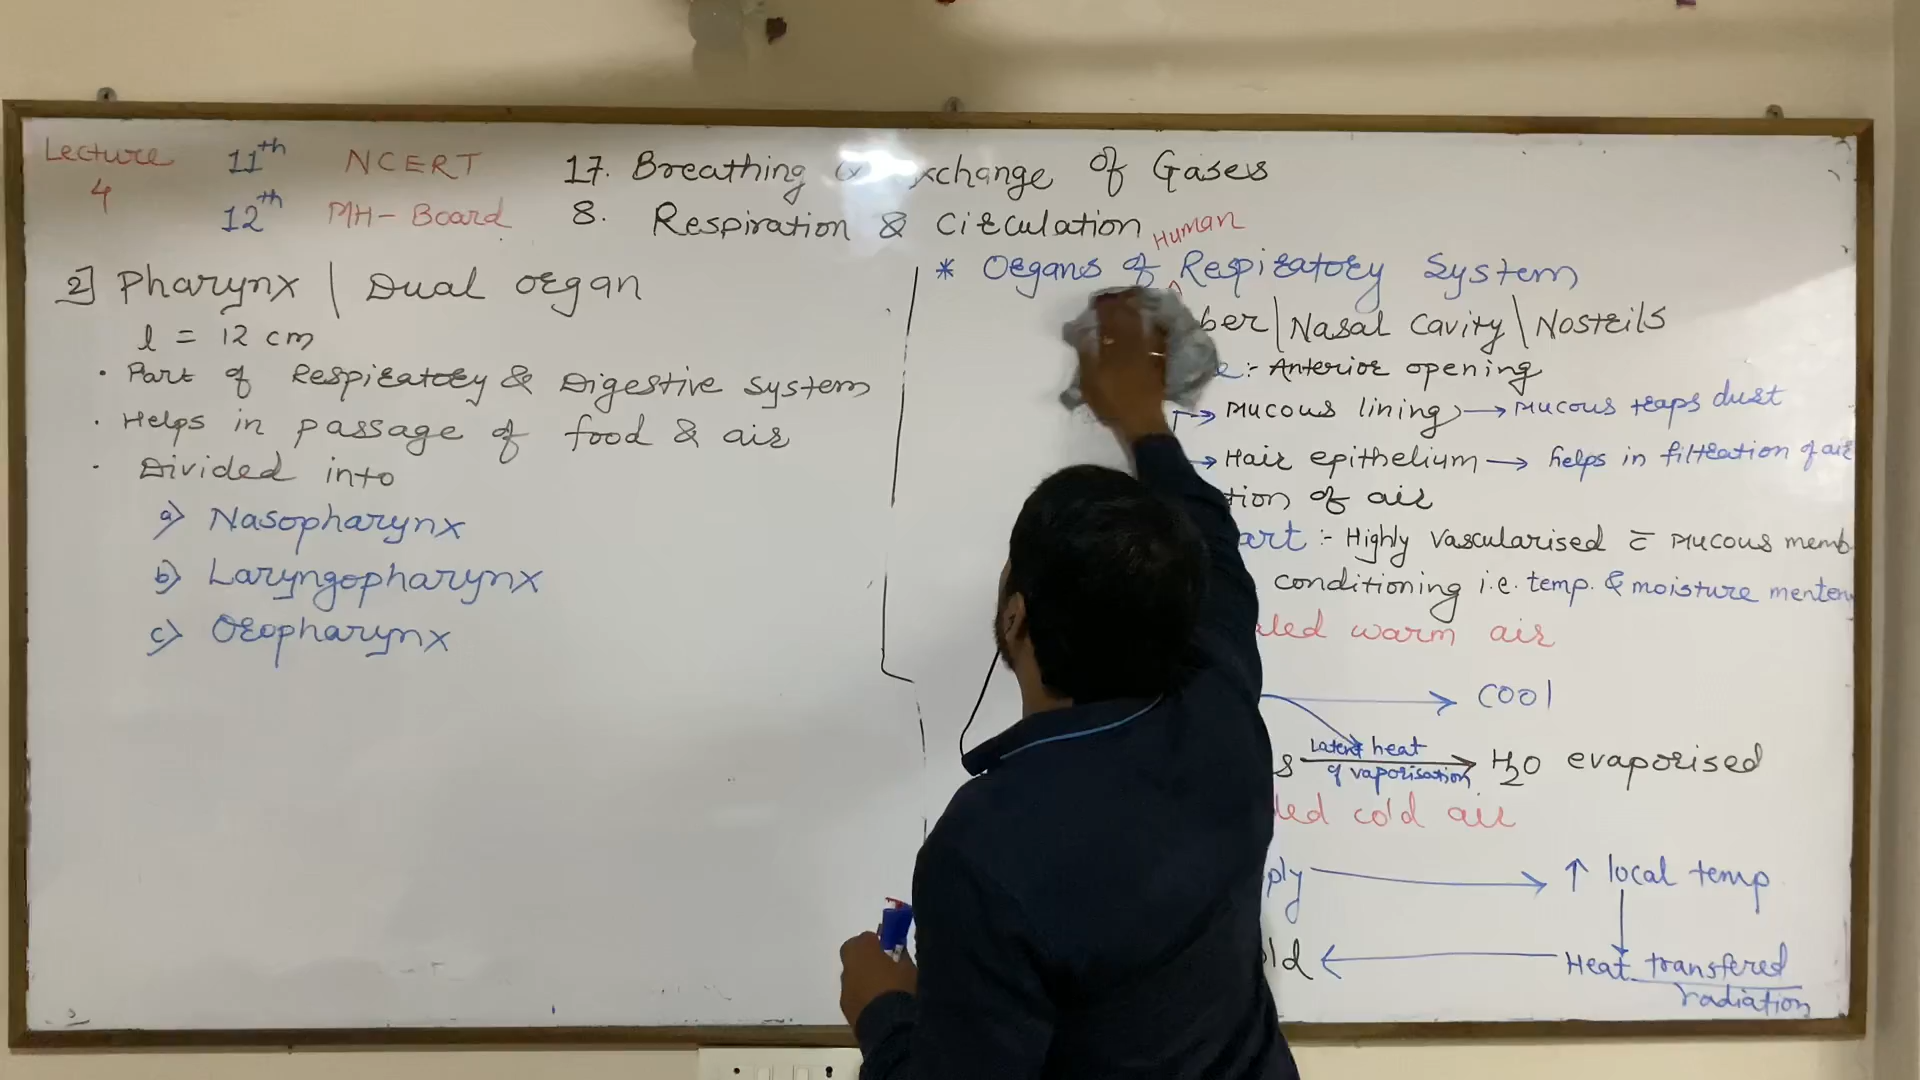 Lecture 4
11th NCERT 17. Breathing & xchange of Gases
12th MH-Board 8. Respiration & Circulation
2] Pharynx | Dual organ
l = 12 cm
· Part of Respiratory & Digestive system
· Helps in passage of food & air
· Divided into
a) Nasopharynx
b) Laryngopharynx
c) Oropharynx
Human
* Organs of Respiratory System
ber | Nasal Cavity \ Nostrils
e :- Anterior opening
→ Mucous lining → Mucous traps dust
→ Hair epithelium → helps in filtration of air
tion of air
art :- Highly vascularised c̄ Mucous memb
conditioning i.e. temp. & moisture menten
led warm air
→ cool
s Latent heat of vaporisation → H2O evaporised
led cold air
ply → ↑ local temp
ld ← Heat transfered
radiation